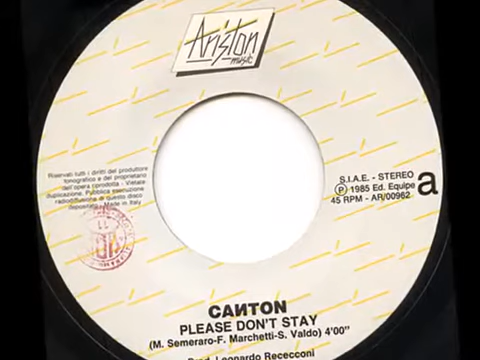 Ariston
music
Riservati tutti i diritti del produttore
fonografico e del proprietario
dell'opera riprodotta - Vietata
duplicazione. Pubblica esecuzione
radiodiffusione di questo disco
depositato - Made in Italy
S.I.A.E. - STEREO
Ⓟ 1985 Ed. Equipe
45 RPM - AR/00962
a
CAИTON
PLEASE DON'T STAY
(M. Semeraro-F. Marchetti-S. Valdo) 4'00''
Prod. Leonardo Rececconi